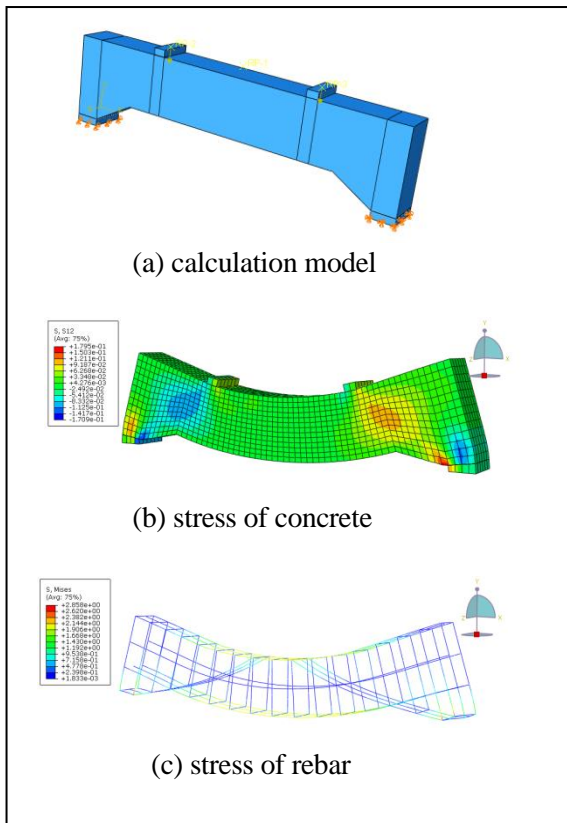 (a) calculation model
S, S12
(Avg: 75%)
+1.795e-01
+1.503e-01
+1.211e-01
+9.187e-02
+6.268e-02
+3.348e-02
+4.276e-03
-2.492e-02
-5.412e-02
-8.332e-02
-1.125e-01
-1.417e-01
-1.709e-01
Y
Z
X
(b) stress of concrete
S, Mises
(Avg: 75%)
+2.858e+00
+2.620e+00
+2.382e+00
+2.144e+00
+1.906e+00
+1.668e+00
+1.430e+00
+1.192e+00
+9.538e-01
+7.158e-01
+4.778e-01
+2.398e-01
+1.833e-03
Y
Z
X
(c) stress of rebar